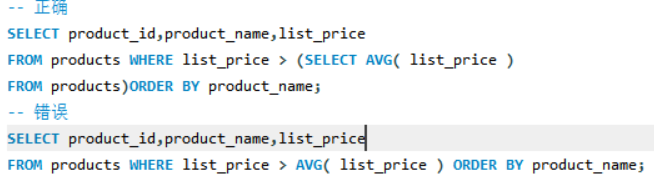 -- 正确
SELECT product_id,product_name,list_price
FROM products WHERE list_price > (SELECT AVG( list_price )
FROM products)ORDER BY product_name;
-- 错误
SELECT product_id,product_name,list_price
FROM products WHERE list_price > AVG( list_price ) ORDER BY product_name;